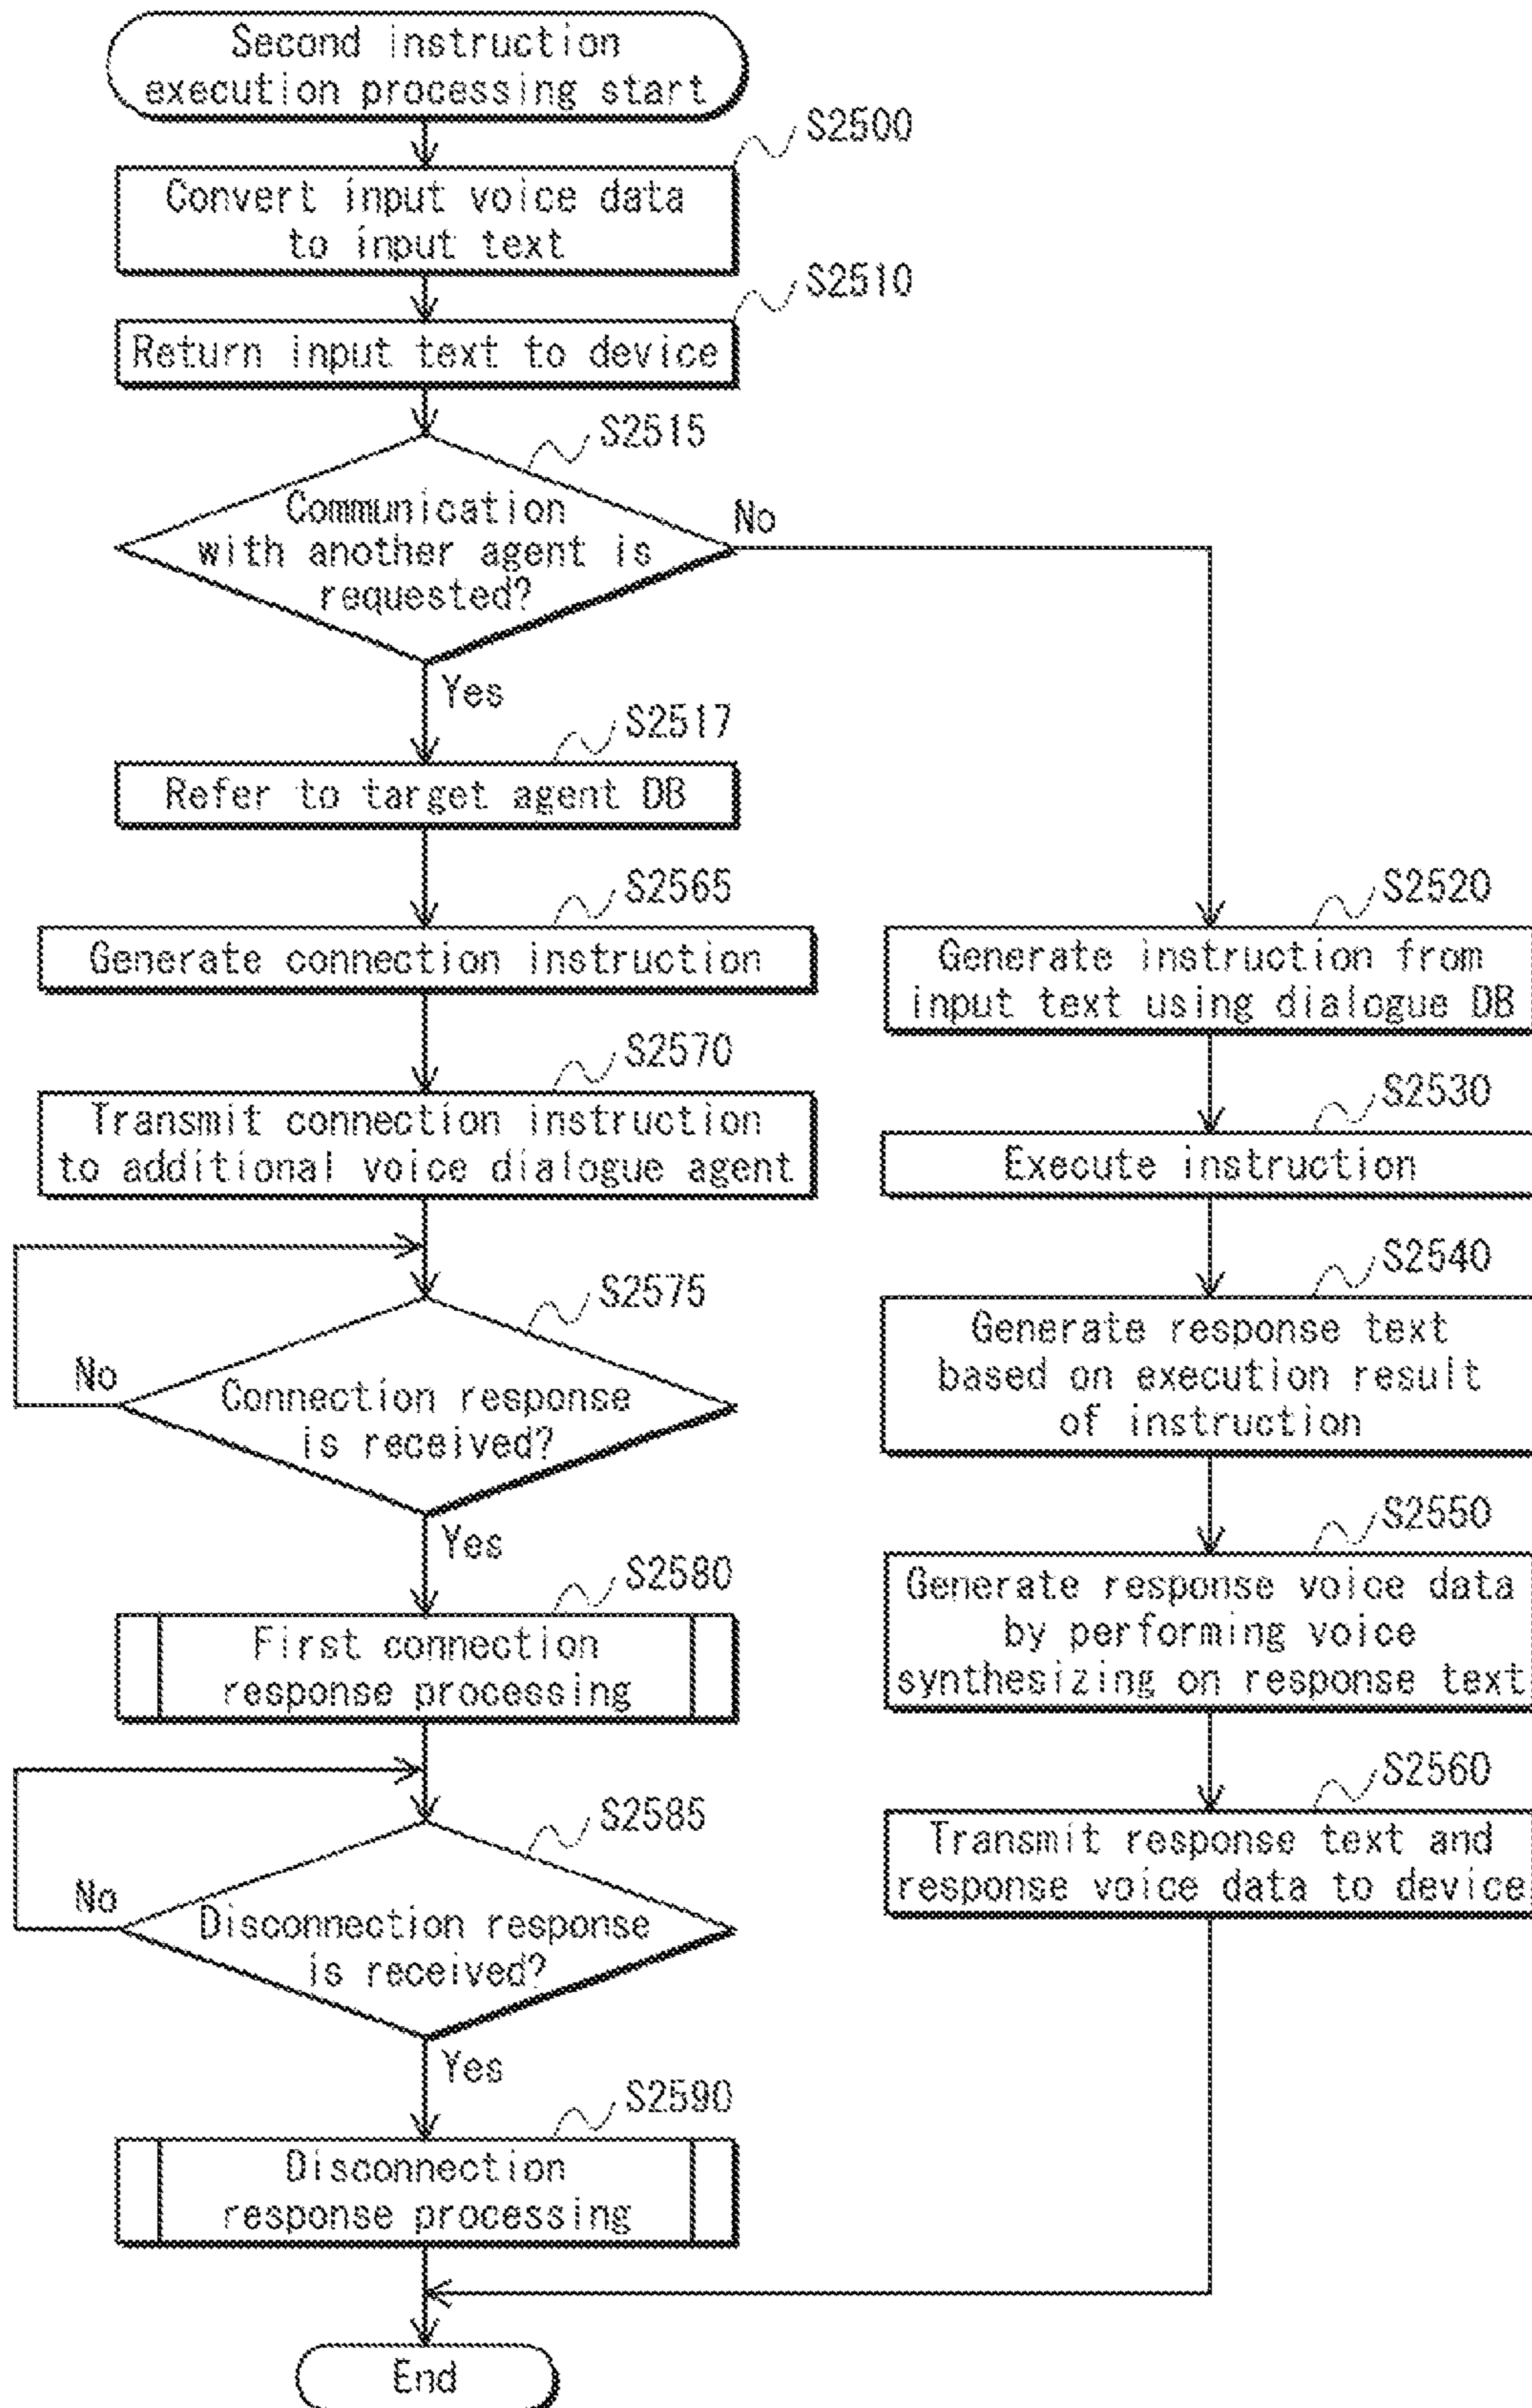 Second instruction
execution processing start
S2500
Convert input voice data
to input text
S2510
Return input text to device
S2515
Communication
with another agent is
requested?
No
Yes
S2517
Refer to target agent DB
S2565
Generate connection instruction
S2570
Transmit connection instruction
to additional voice dialogue agent
S2575
Connection response
is received?
No
Yes
S2580
First connection
response processing
S2585
Disconnection response
is received?
No
Yes
S2590
Disconnection
response processing
S2520
Generate instruction from
input text using dialogue DB
S2530
Execute instruction
S2540
Generate response text
based on execution result
of instruction
S2550
Generate response voice data
by performing voice
synthesizing on response text
S2560
Transmit response text and
response voice data to device
End